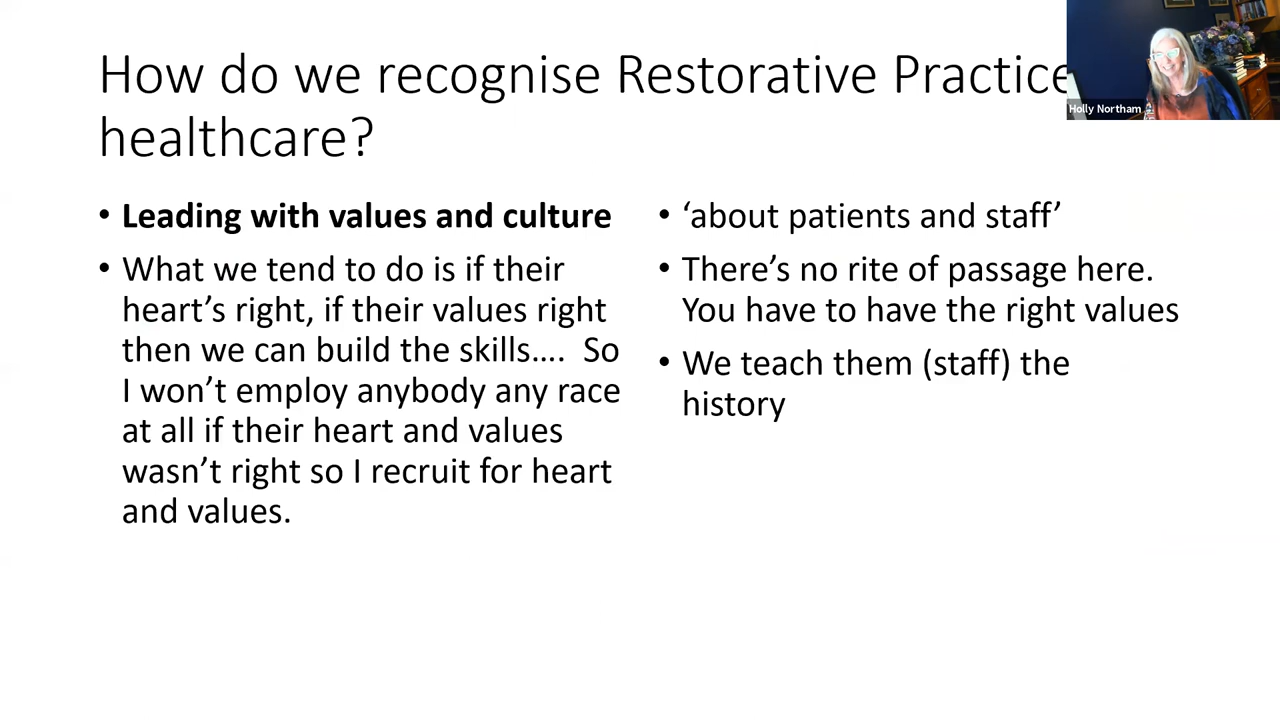 How do we recognise Restorative Practice
healthcare?
Holly Northam
• Leading with values and culture
• What we tend to do is if their
heart’s right, if their values right
then we can build the skills…. So
I won’t employ anybody any race
at all if their heart and values
wasn’t right so I recruit for heart
and values.
• ‘about patients and staff’
• There’s no rite of passage here.
You have to have the right values
• We teach them (staff) the
history